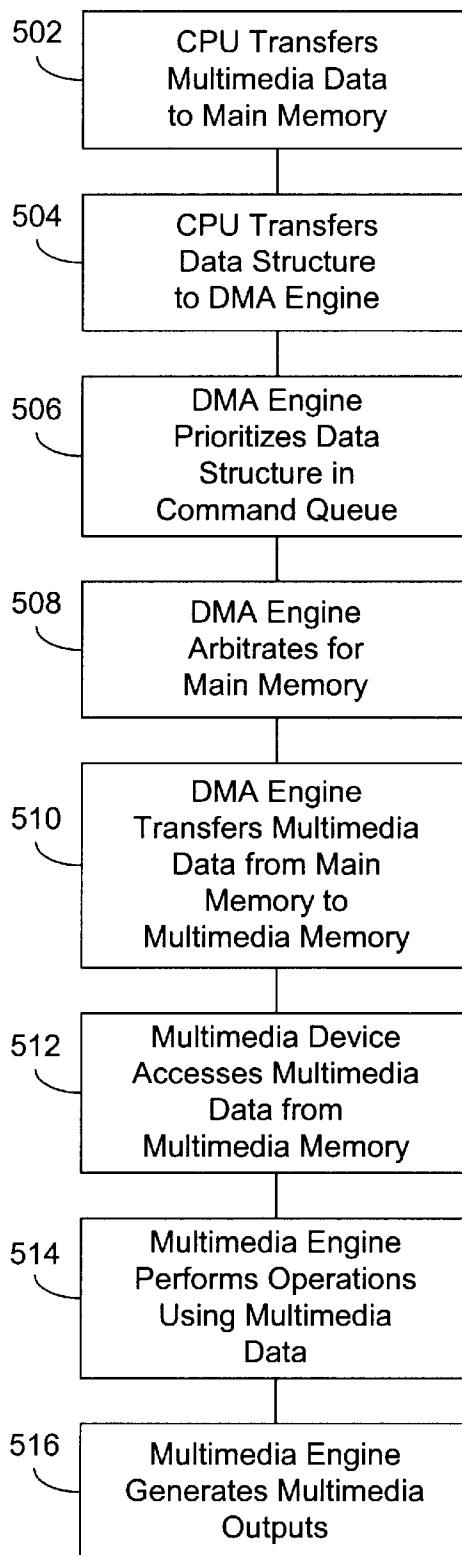 502
CPU Transfers
Multimedia Data
to Main Memory
504
CPU Transfers
Data Structure
to DMA Engine
506
DMA Engine
Prioritizes Data
Structure in
Command Queue
508
DMA Engine
Arbitrates for
Main Memory
510
DMA Engine
Transfers Multimedia
Data from Main
Memory to
Multimedia Memory
512
Multimedia Device
Accesses Multimedia
Data from
Multimedia Memory
514
Multimedia Engine
Performs Operations
Using Multimedia
Data
516
Multimedia Engine
Generates Multimedia
Outputs